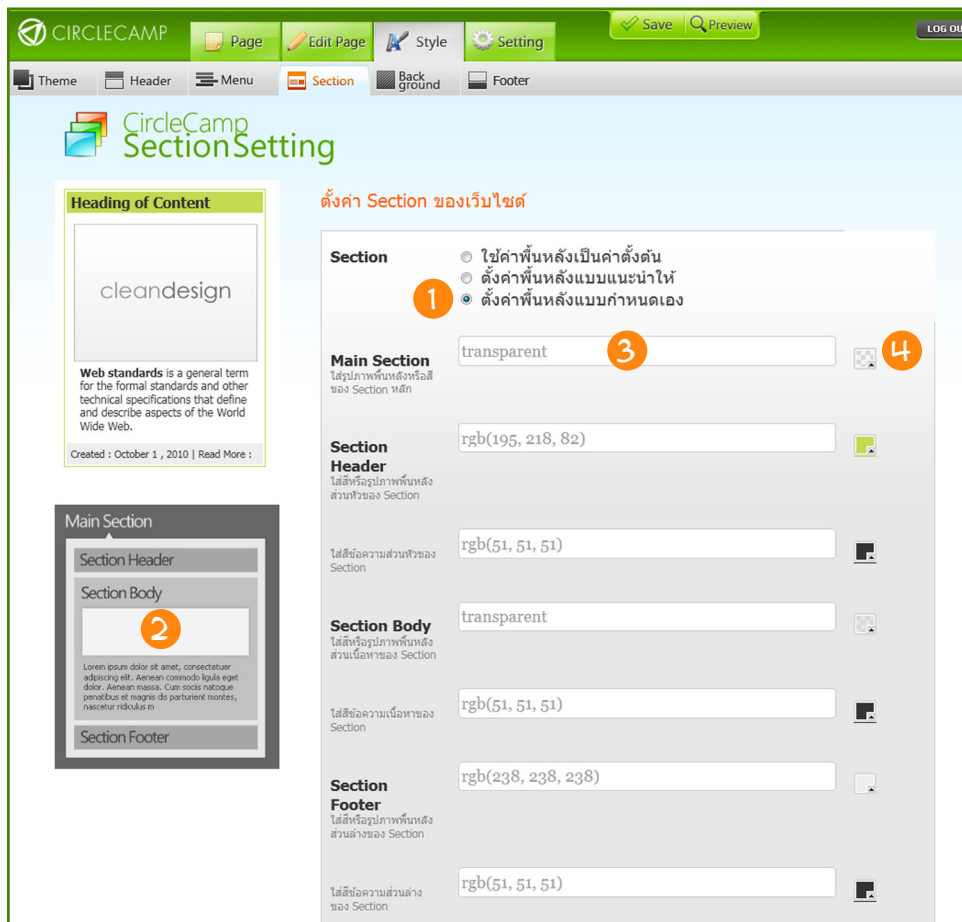 CIRCLECAMP
Page
Edit Page
Style
Setting
Save
Preview
Theme
Header
Menu
Section
Back
ground
Footer
CircleCamp
Section Setting
Heading of Content
cleandesign
Web standards is a general term
for the formal standards and other
technical specifications that define
and describe aspects of the World
Wide Web.
Created : October 1 , 2010 | Read More :
Main Section
Section Header
Section Body
2
Lorem ipsum dolor sit amet, consectetuer
adipiscing elit. Aenean commodo ligula eget
dolor. Aenean massa. Cum sociis natoque
penatibus et magnis dis parturient montes,
nascetur ridiculus m
Section Footer
ตั้งค่า Section ของเว็บไซต์
Section
ใช้ค่าพื้นหลังเป็นค่าตั้งต้น
ตั้งค่าพื้นหลังแบบแนะนำให้
1
ตั้งค่าพื้นหลังแบบกำหนดเอง
Main Section
ใส่รูปภาพพื้นหลังหรือสี
ของ Section หลัก
transparent
3
4
Section
Header
ใส่สีหรือรูปภาพพื้นหลัง
ส่วนหัวของ Section
rgb(195, 218, 82)
ใส่สีข้อความส่วนหัวของ
Section
rgb(51, 51, 51)
Section Body
ใส่สีหรือรูปภาพพื้นหลัง
ส่วนเนื้อหาของ Section
transparent
ใส่สีข้อความเนื้อหาของ
Section
rgb(51, 51, 51)
Section
Footer
ใส่สีหรือรูปภาพพื้นหลัง
ส่วนล่างของ Section
rgb(238, 238, 238)
ใส่สีข้อความส่วนล่าง
ของ Section
rgb(51, 51, 51)